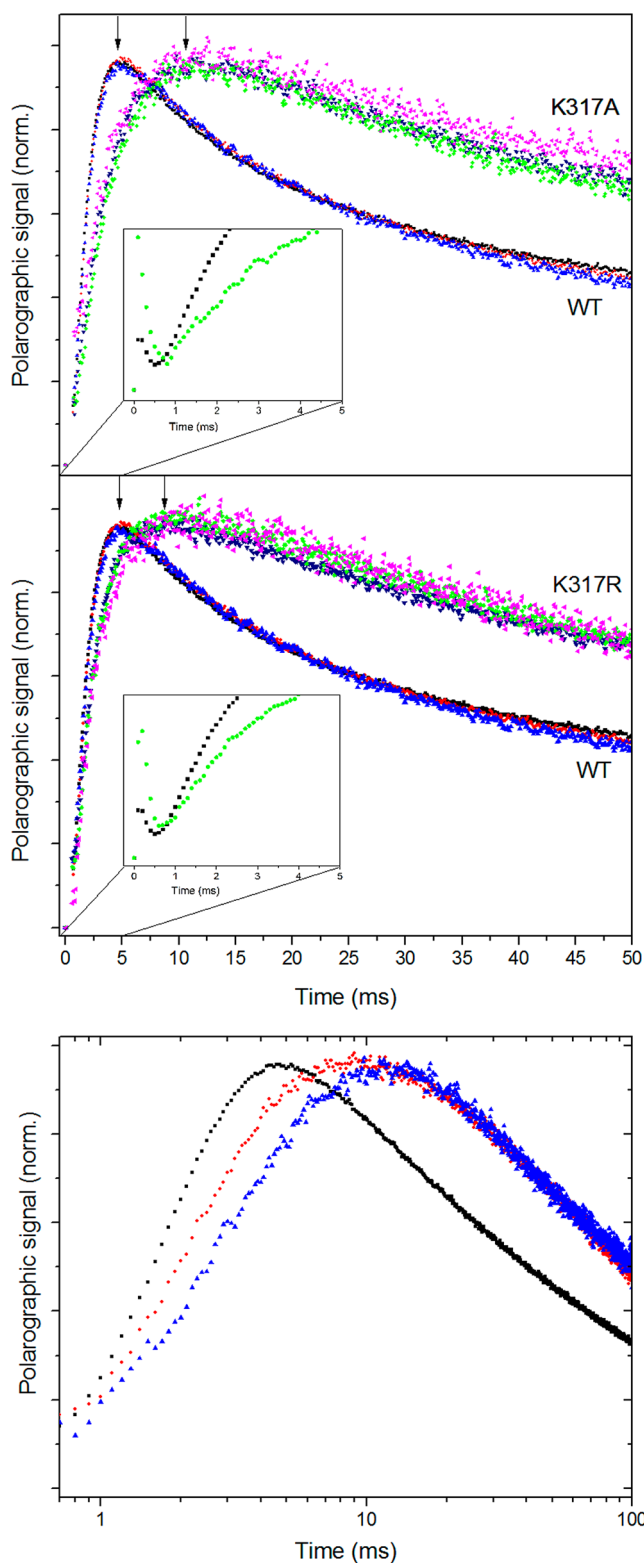 Polarographic signal (norm.)
K317A
WT
0 1 2 3 4 5
Time (ms)
Polarographic signal (norm.)
K317R
WT
0 1 2 3 4 5
Time (ms)
0 5 10 15 20 25 30 35 40 45 50
Time (ms)
Polarographic signal (norm.)
1 10 100
Time (ms)